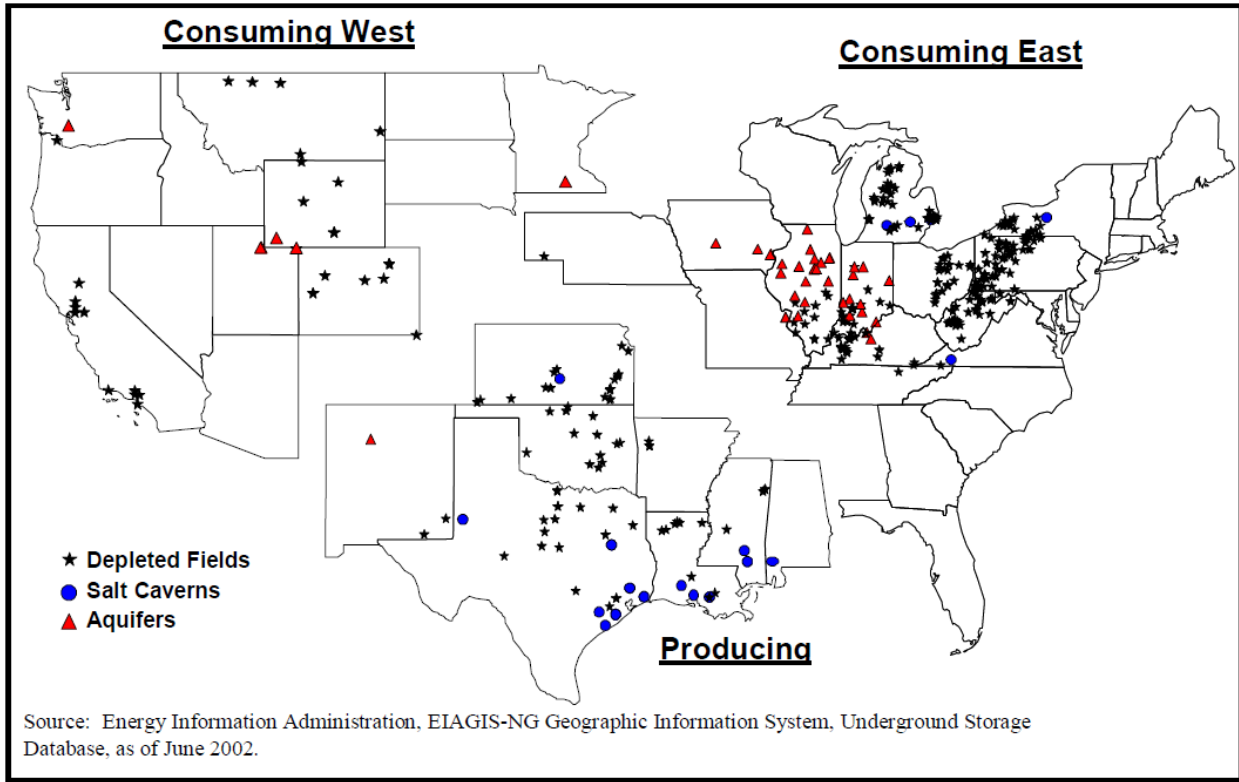 Consuming West
Consuming East
Depleted Fields
Salt Caverns
Aquifers
Producing
Source: Energy Information Administration, EIAGIS-NG Geographic Information System, Underground Storage
Database, as of June 2002.